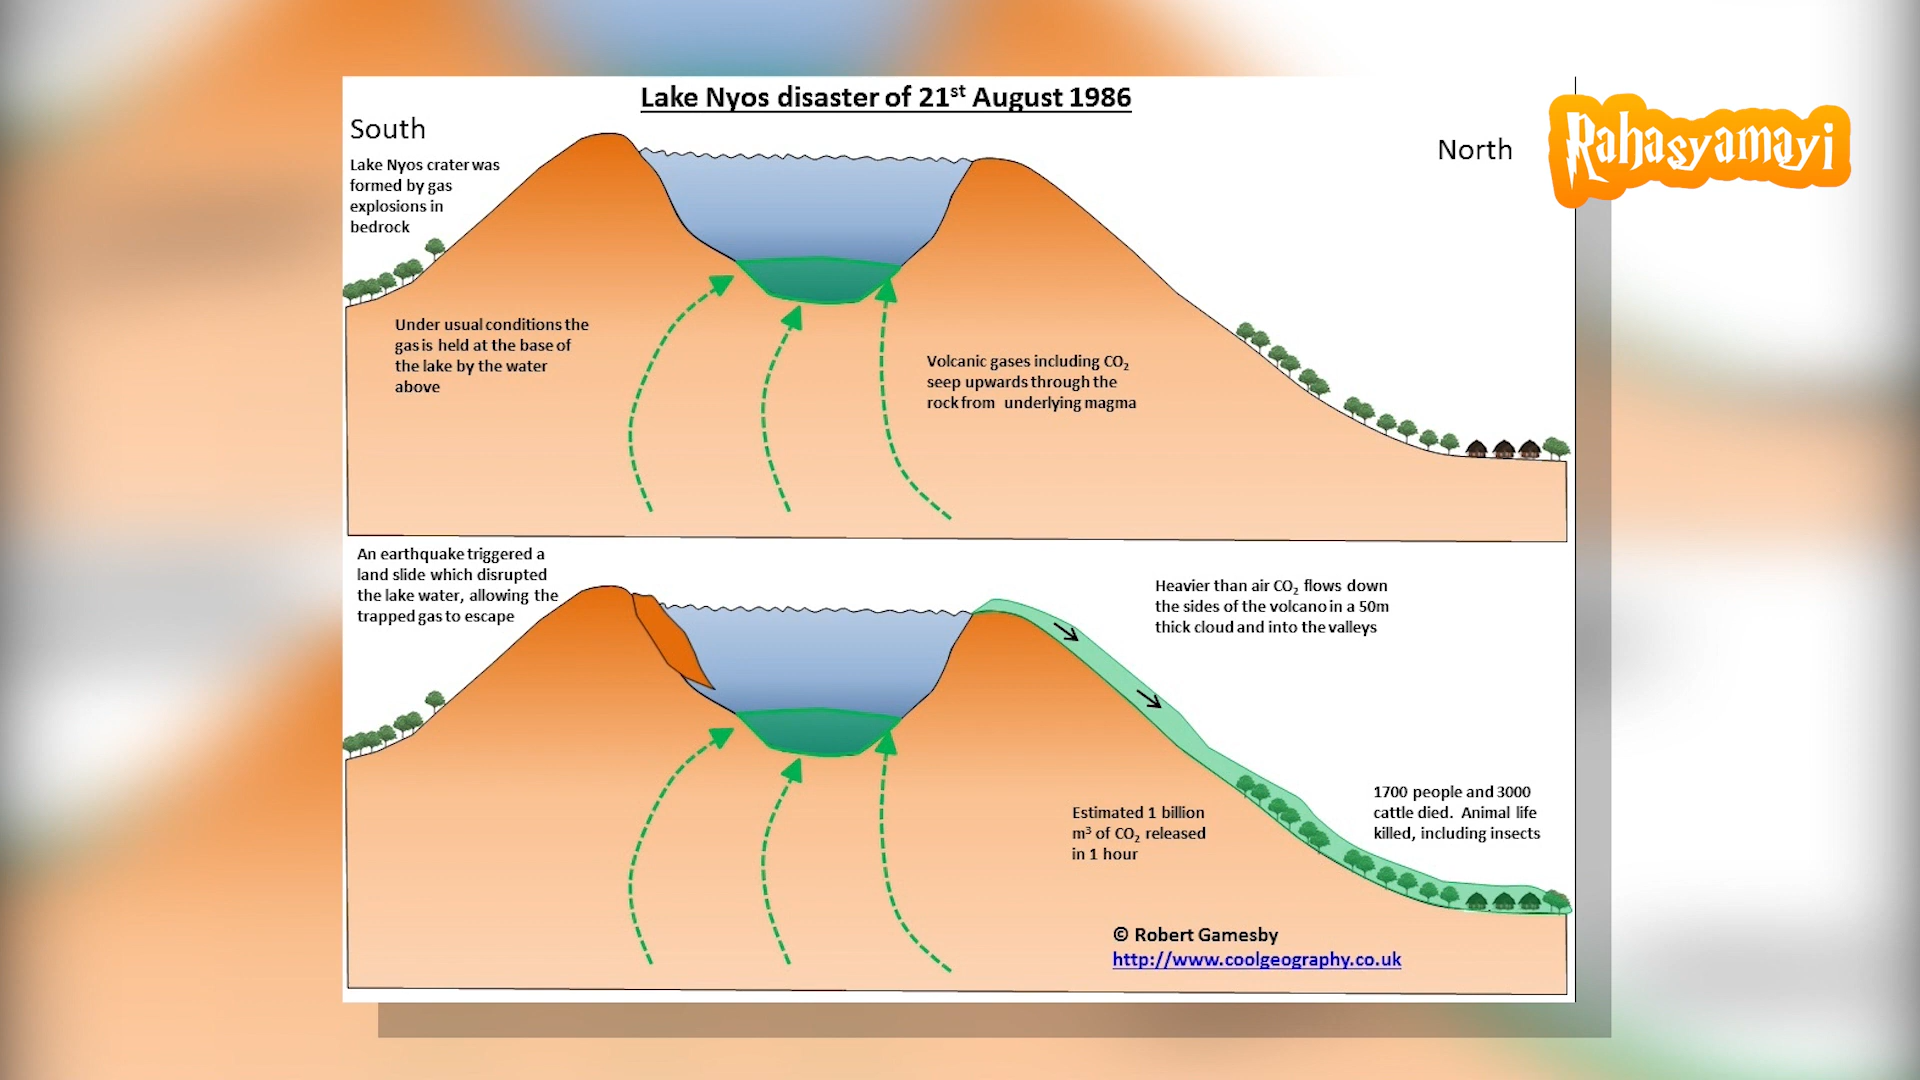 Lake Nyos disaster of 21st August 1986
South
North
Rahasyamayi
Lake Nyos crater was
formed by gas
explosions in
bedrock
Under usual conditions the
gas is held at the base of
the lake by the water
above
Volcanic gases including CO₂
seep upwards through the
rock from underlying magma
An earthquake triggered a
land slide which disrupted
the lake water, allowing the
trapped gas to escape
Heavier than air CO₂ flows down
the sides of the volcano in a 50m
thick cloud and into the valleys
Estimated 1 billion
m³ of CO₂ released
in 1 hour
1700 people and 3000
cattle died. Animal life
killed, including insects
© Robert Gamesby
http://www.coolgeography.co.uk